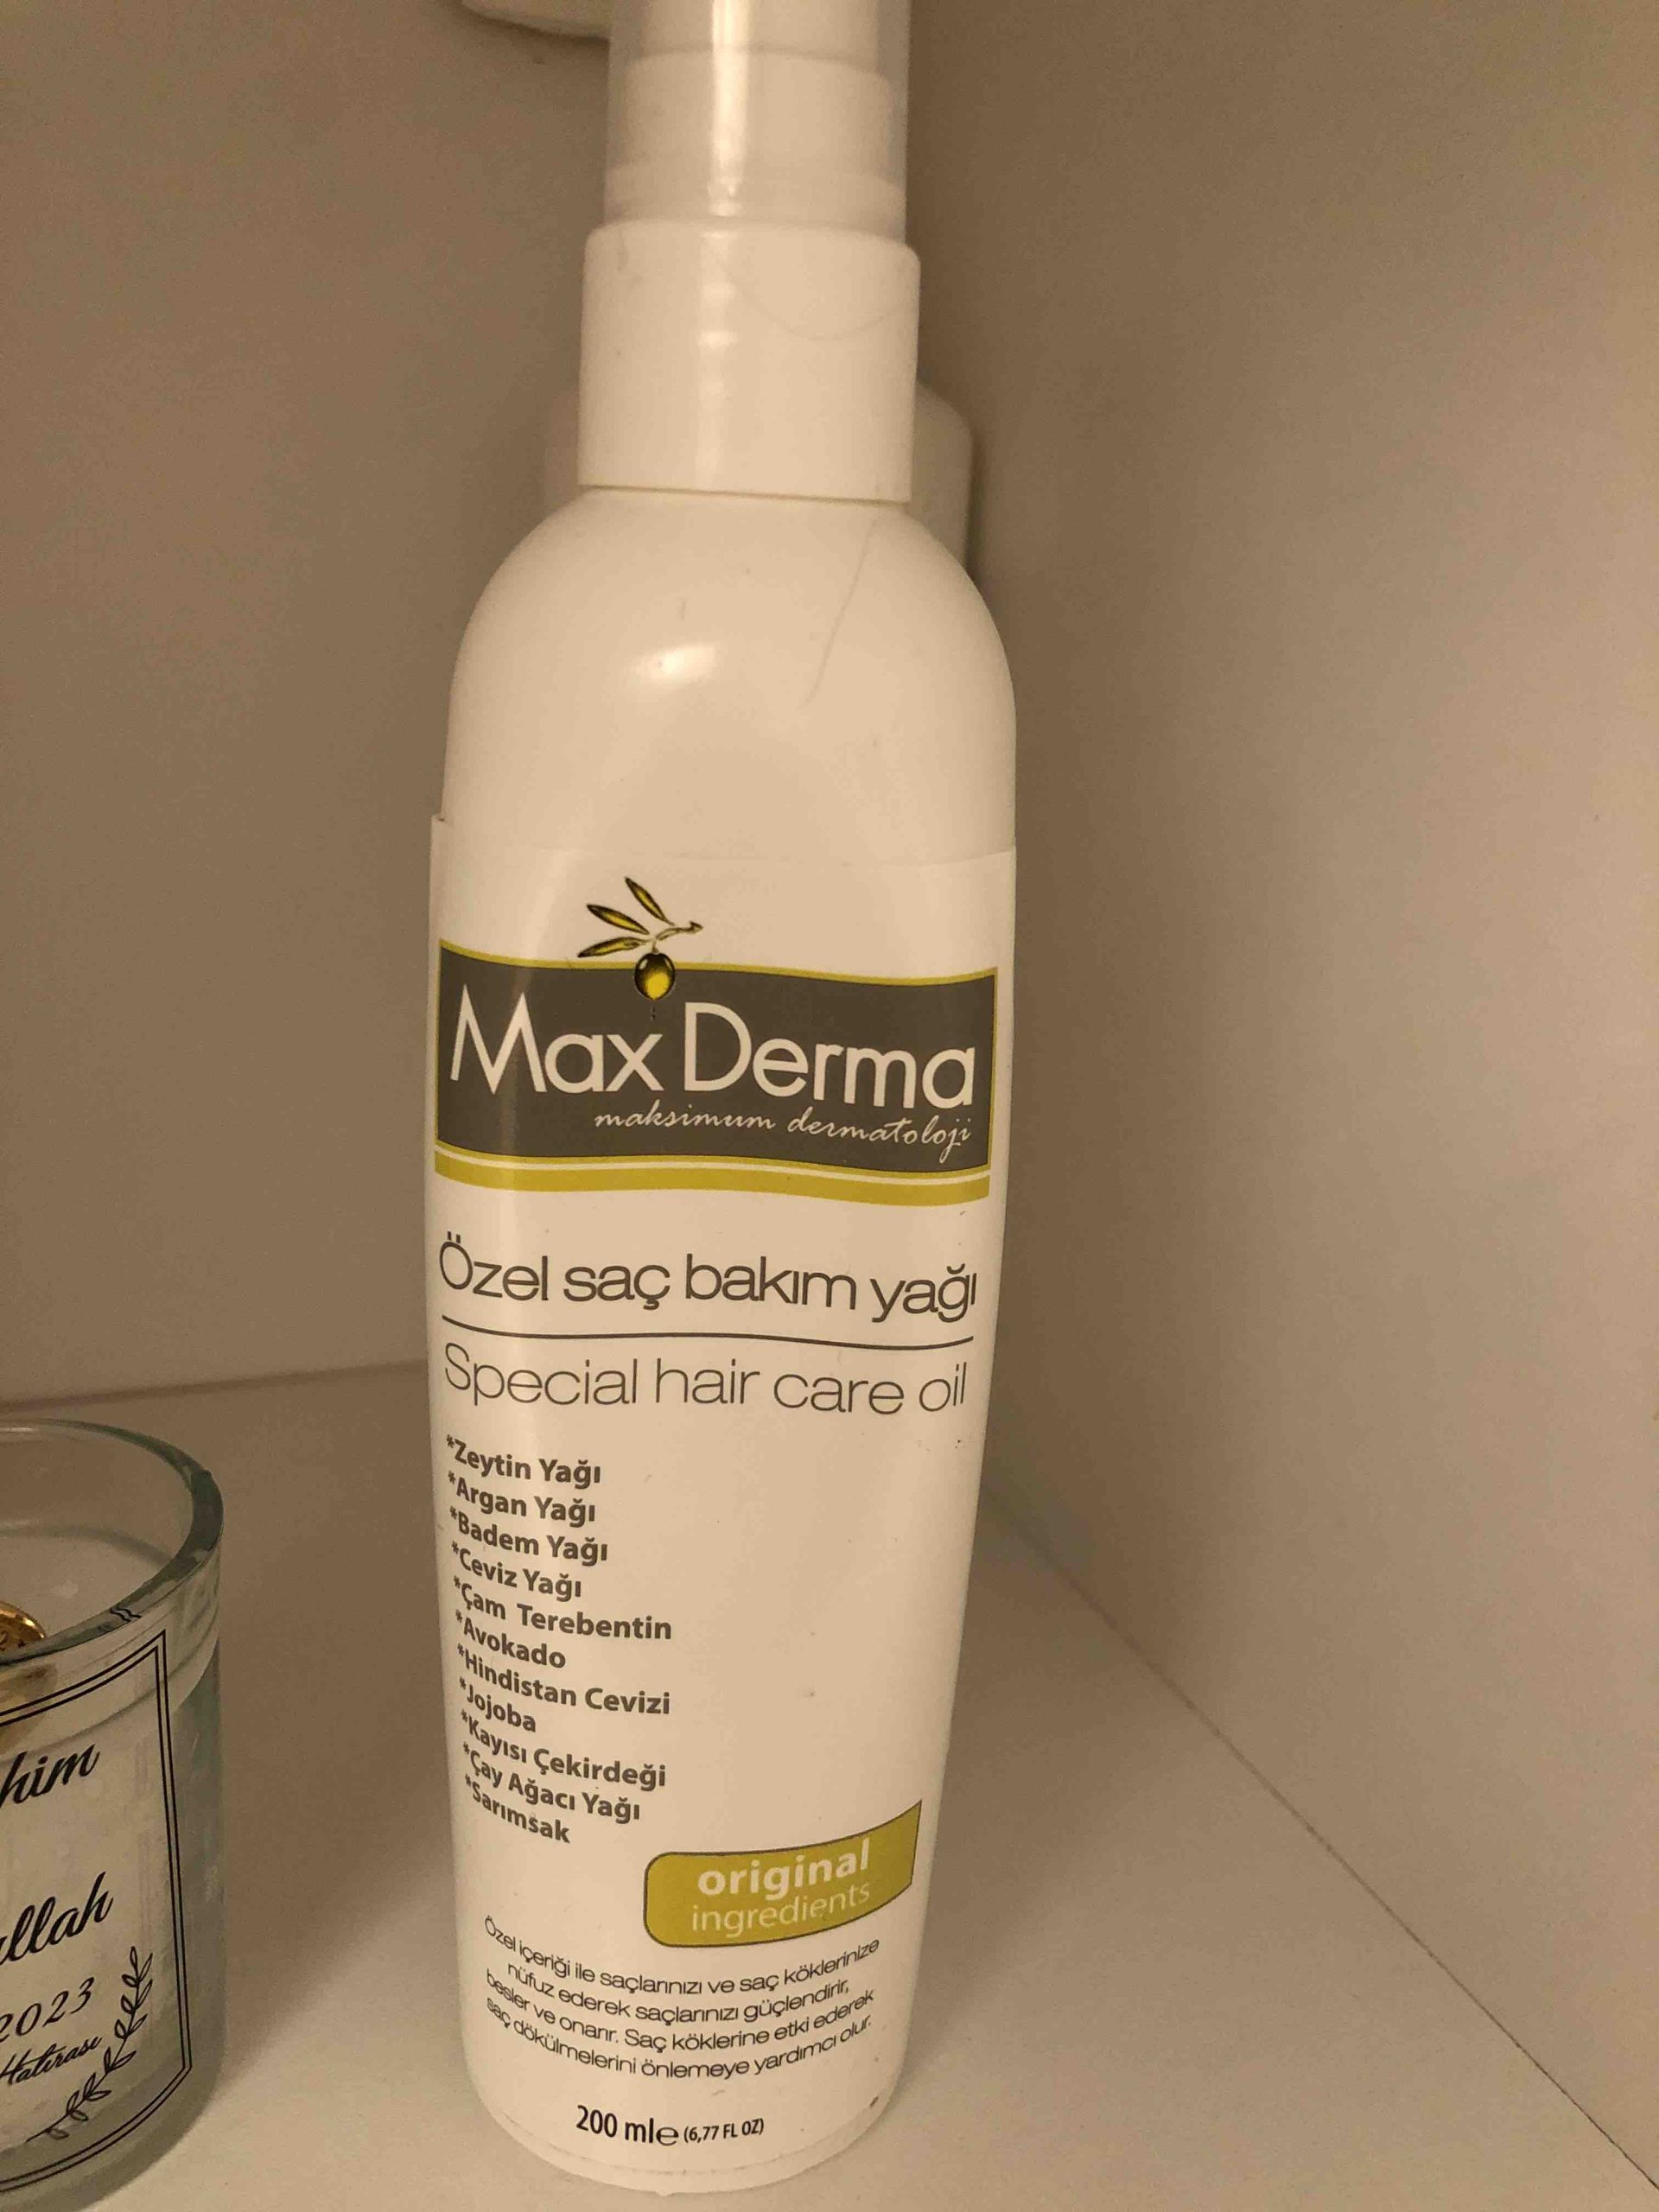 Max Derma
maksimum dermatoloji
Özel saç bakım yağı
Special hair care oil
*Zeytin Yağı
*Argan Yağı
*Badem Yağı
*Ceviz Yağı
*Çam Terebentin
*Avokado
*Hindistan Cevizi
*Jojoba
*Kayısı Çekirdeği
*Çay Ağacı Yağı
*Sarımsak
original
ingredients
Özel içeriği ile saçlarınızı ve saç köklerinize
nüfuz ederek saçlarınızı güçlendirir,
besler ve onarır. Saç köklerine etki ederek
saç dökülmelerini önlemeye yardımcı olur.
200 ml e (6,77 FL OZ)
him
llah
2023
Hatırası